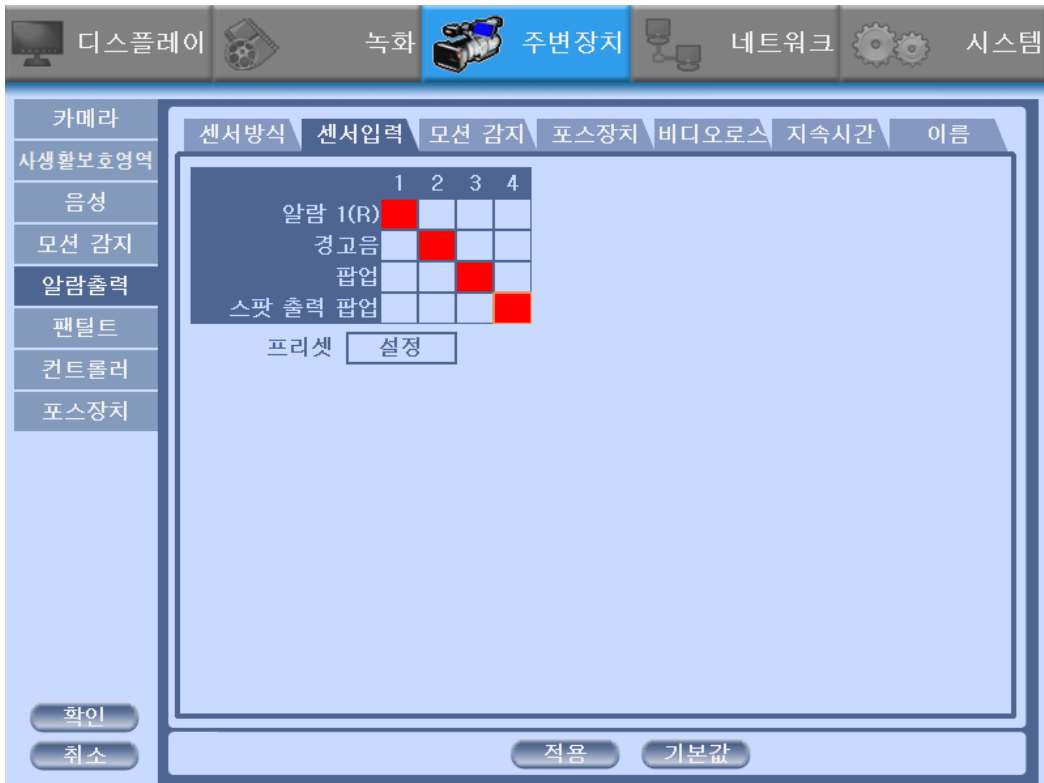 디스플레이 녹화 주변장치 네트워크 시스템
카메라
사생활보호영역
음성
모션 감지
알람출력
팬틸트
컨트롤러
포스장치
확인
취소
센서방식 센서입력 모션 감지 포스장치 비디오로스 지속시간 이름
1 2 3 4
알람 1(R)
경고음
팝업
스팟 출력 팝업
프리셋 설정
적용 기본값